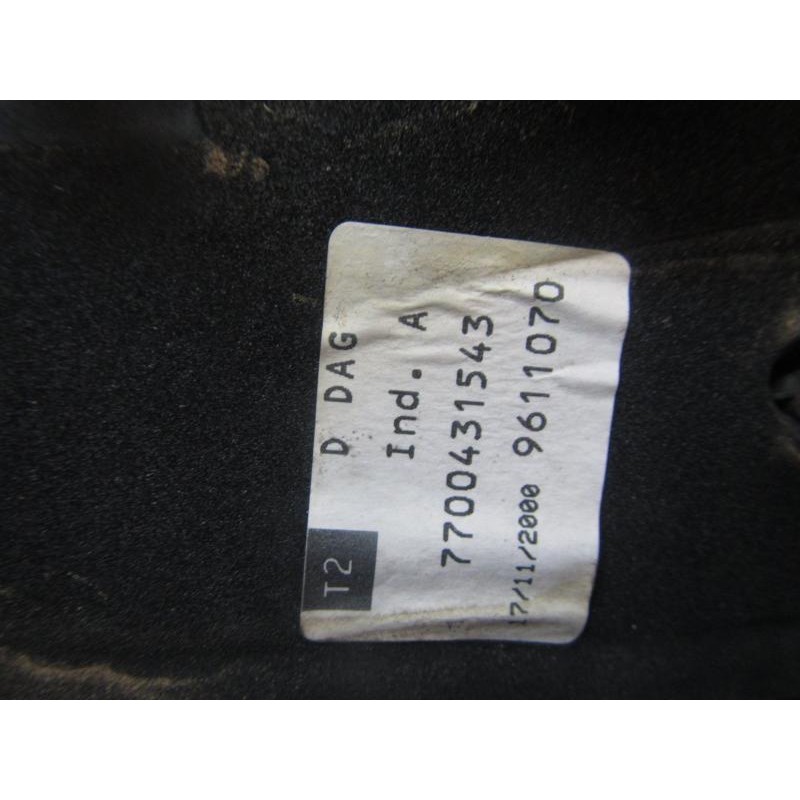 T2 D DAG
Ind. A
7700431543
17/11/2000 9611070